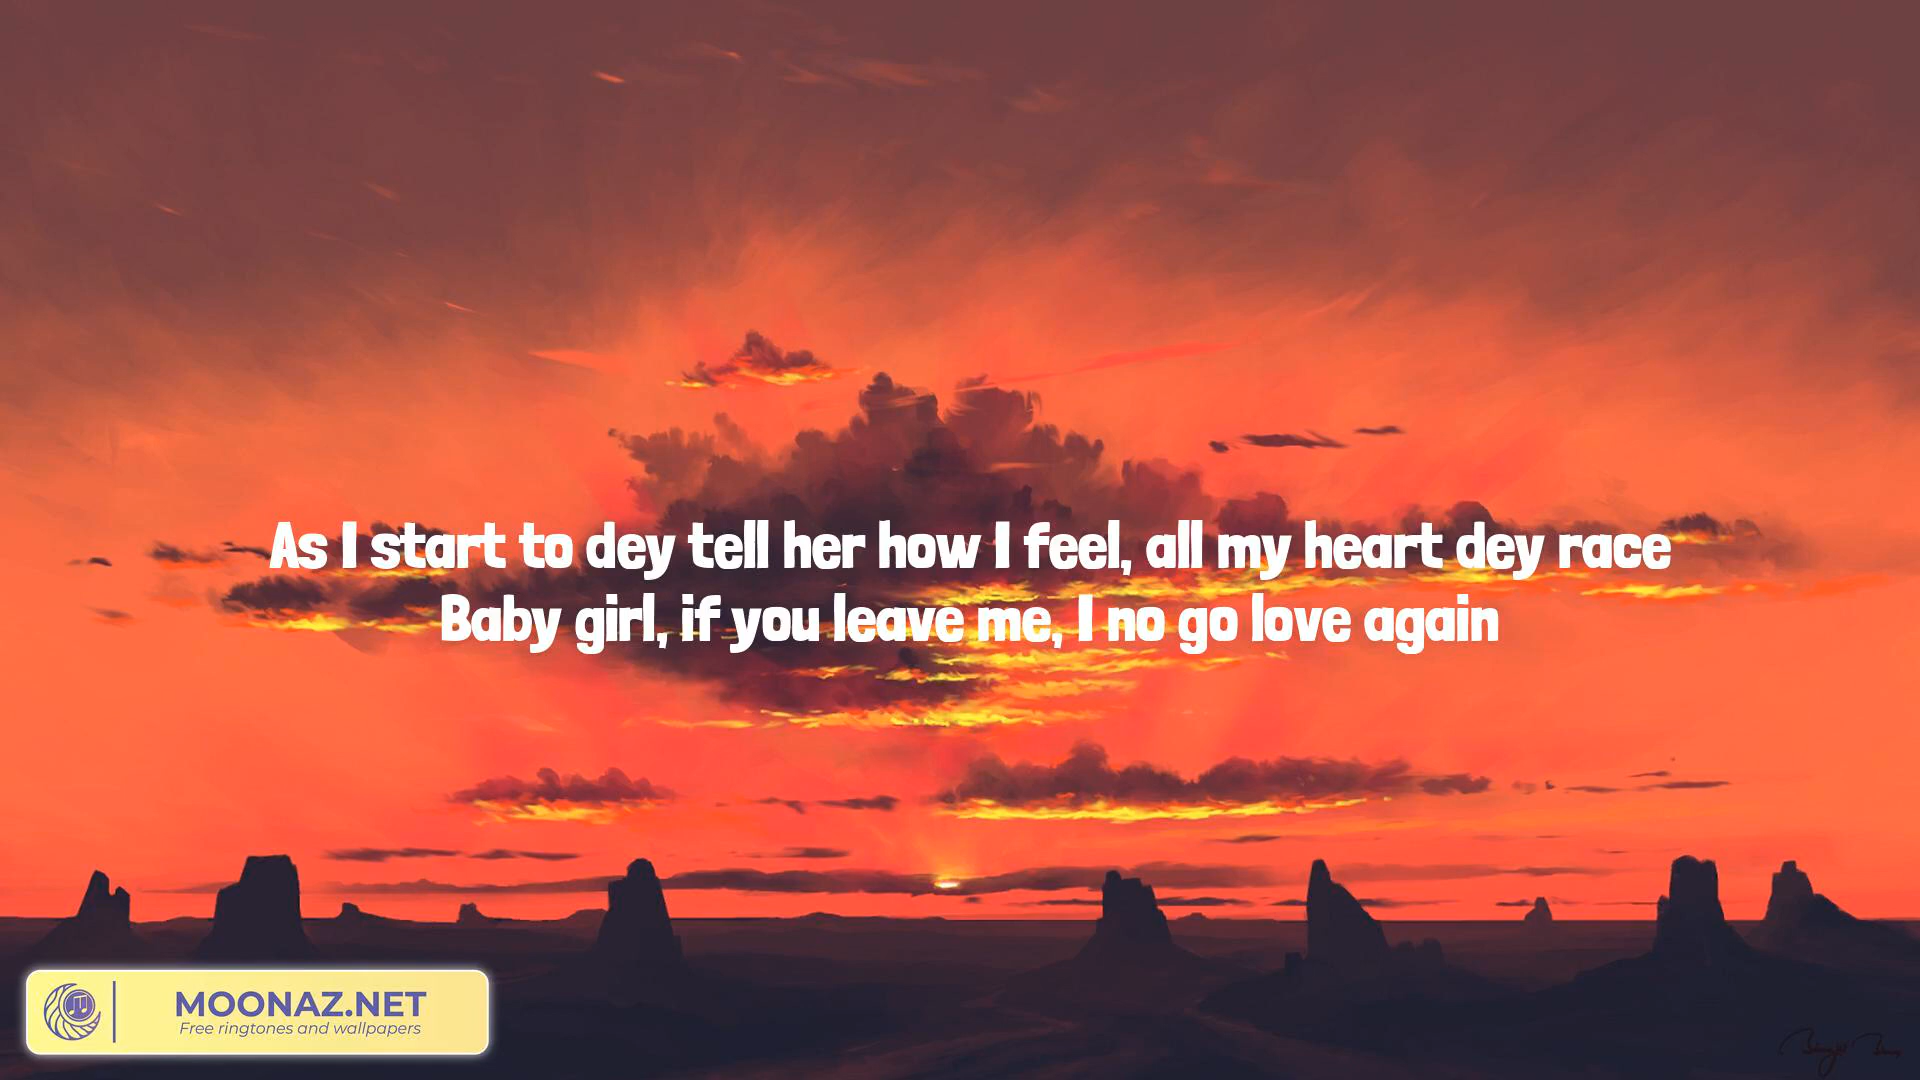 As I start to dey tell her how I feel, all my heart dey race
Baby girl, if you leave me, I no go love again
MOONAZ.NET
Free ringtones and wallpapers